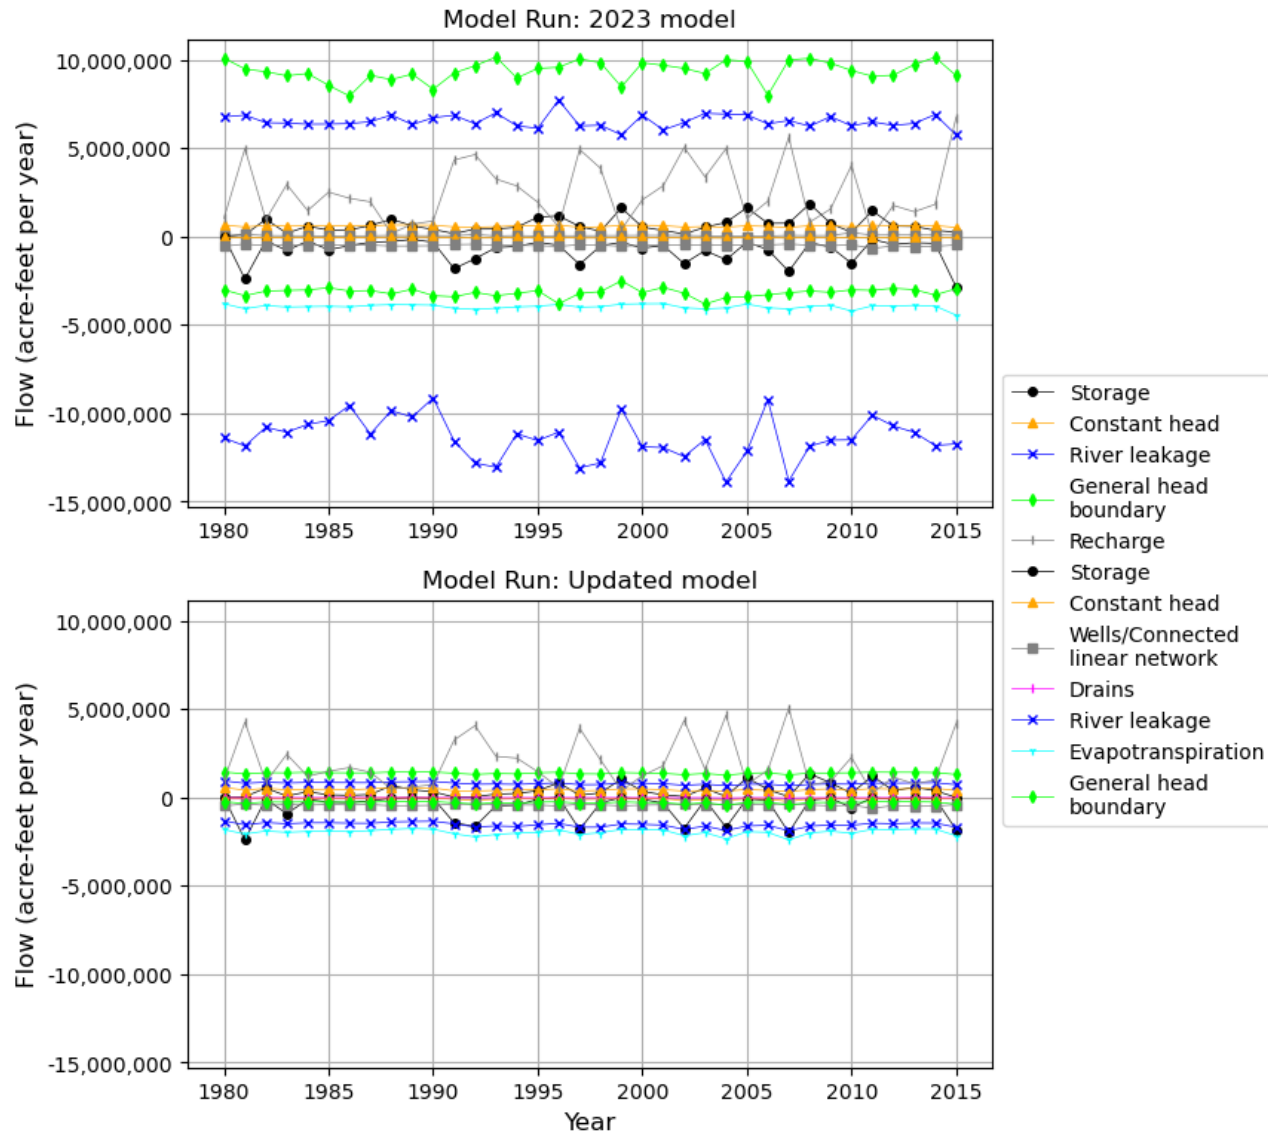 Model Run: 2023 model
Flow (acre-feet per year)
10,000,000
5,000,000
0
-5,000,000
-10,000,000
-15,000,000
1980 1985 1990 1995 2000 2005 2010 2015
Storage
Constant head
River leakage
General head
boundary
Recharge
Storage
Constant head
Wells/Connected
linear network
Drains
River leakage
Evapotranspiration
General head
boundary
Model Run: Updated model
Flow (acre-feet per year)
10,000,000
5,000,000
0
-5,000,000
-10,000,000
-15,000,000
1980 1985 1990 1995 2000 2005 2010 2015
Year